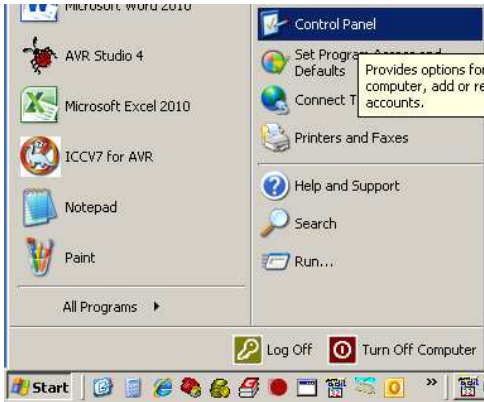 Microsoft Word 2010
AVR Studio 4
Microsoft Excel 2010
ICCV7 for AVR
Notepad
Paint
All Programs
Control Panel
Set Program Access and
Defaults
Provides options for
computer, add or re
accounts.
Connect T
Printers and Faxes
Help and Support
Search
Run...
Log Off
Turn Off Computer
Start